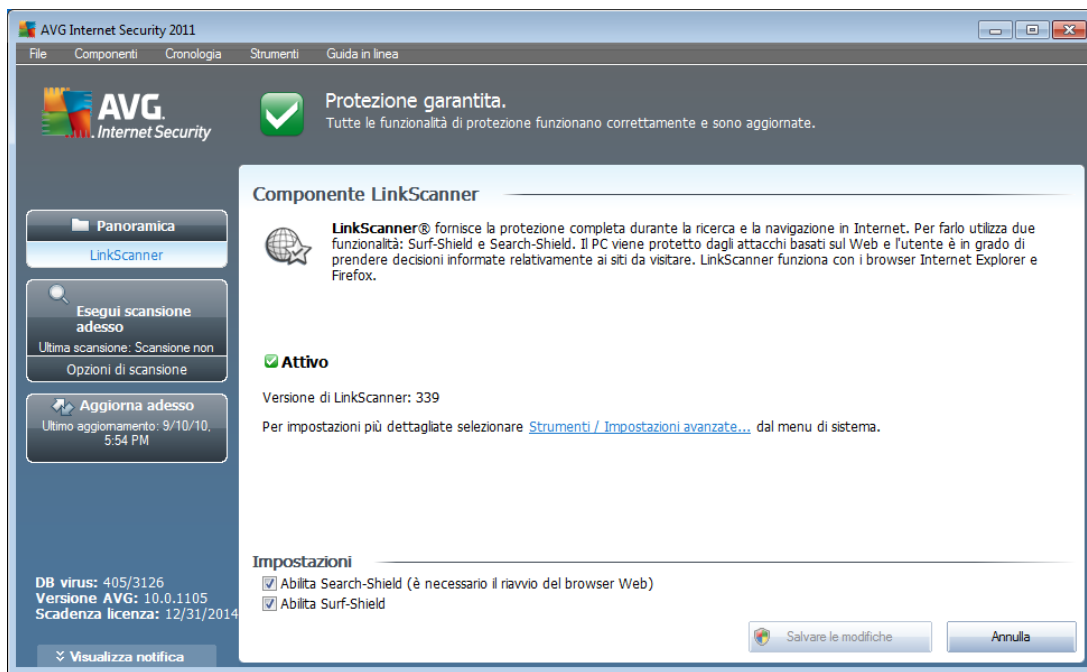 AVG Internet Security 2011
File Componenti Cronologia Strumenti Guida in linea
AVG.
Internet Security
Protezione garantita.
Tutte le funzionalità di protezione funzionano correttamente e sono aggiornate.
Panoramica
LinkScanner
Esegui scansione
adesso
Ultima scansione: Scansione non
Opzioni di scansione
Aggiorna adesso
Ultimo aggiornamento: 9/10/10,
5:54 PM
DB virus: 405/3126
Versione AVG: 10.0.1105
Scadenza licenza: 12/31/2014
Visualizza notifica
Componente LinkScanner
LinkScanner® fornisce la protezione completa durante la ricerca e la navigazione in Internet. Per farlo utilizza due
funzionalità: Surf-Shield e Search-Shield. Il PC viene protetto dagli attacchi basati sul Web e l'utente è in grado di
prendere decisioni informate relativamente ai siti da visitare. LinkScanner funziona con i browser Internet Explorer e
Firefox.
Attivo
Versione di LinkScanner: 339
Per impostazioni più dettagliate selezionare Strumenti / Impostazioni avanzate... dal menu di sistema.
Impostazioni
Abilita Search-Shield (è necessario il riavvio del browser Web)
Abilita Surf-Shield
Salvare le modifiche
Annulla